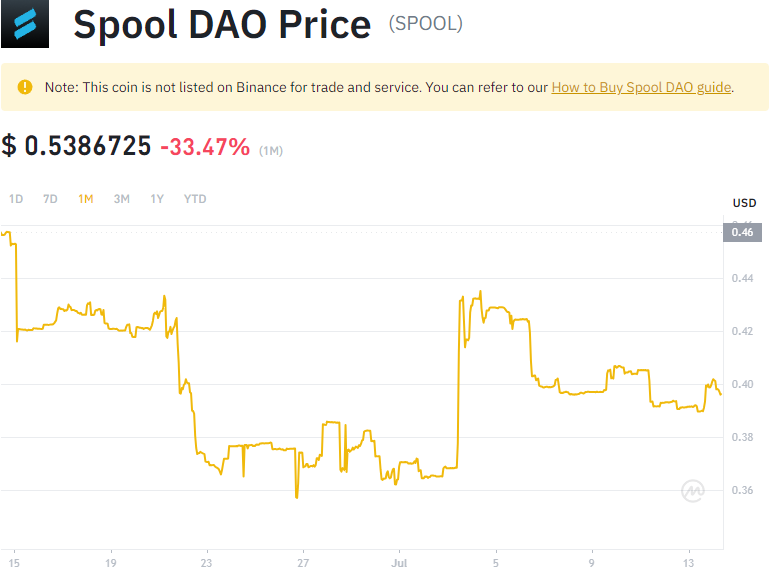 Spool DAO Price (SPOOL)
Note: This coin is not listed on Binance for trade and service. You can refer to our How to Buy Spool DAO guide.
$ 0.5386725 -33.47% (1M)
1D 7D 1M 3M 1Y YTD
USD
0.46
0.44
0.42
0.40
0.38
0.36
15 19 23 27 Jul 5 9 13